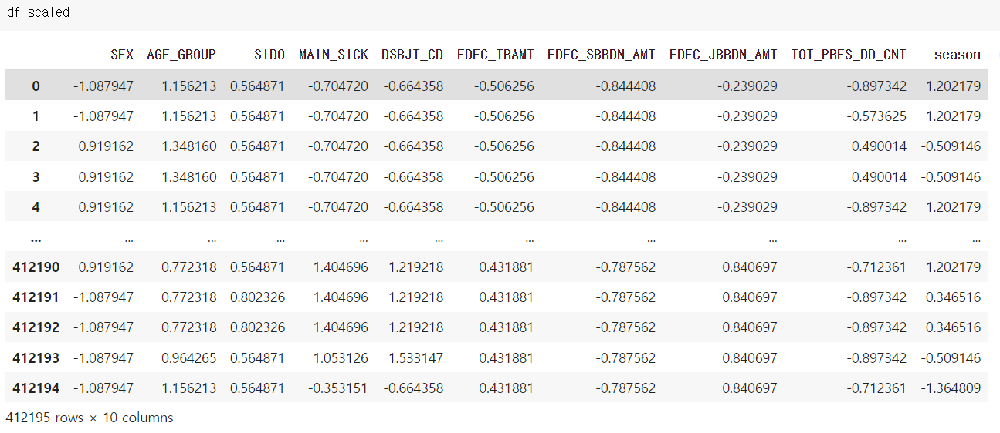 df_scaled
SEX AGE_GROUP SIDO MAIN_SICK DSBJT_CD EDEC_TRAMT EDEC_SBRDN_AMT EDEC_JBRDN_AMT TOT_PRES_DD_CNT season
0 -1.087947 1.156213 0.564871 -0.704720 -0.664358 -0.506256 -0.844408 -0.239029 -0.897342 1.202179
1 -1.087947 1.156213 0.564871 -0.704720 -0.664358 -0.506256 -0.844408 -0.239029 -0.573625 1.202179
2 0.919162 1.348160 0.564871 -0.704720 -0.664358 -0.506256 -0.844408 -0.239029 0.490014 -0.509146
3 0.919162 1.348160 0.564871 -0.704720 -0.664358 -0.506256 -0.844408 -0.239029 0.490014 -0.509146
4 0.919162 1.156213 0.564871 -0.704720 -0.664358 -0.506256 -0.844408 -0.239029 -0.897342 1.202179
... ... ... ... ... ... ... ... ... ... ...
412190 0.919162 0.772318 0.564871 1.404696 1.219218 0.431881 -0.787562 0.840697 -0.712361 1.202179
412191 -1.087947 0.772318 0.802326 1.404696 1.219218 0.431881 -0.787562 0.840697 -0.897342 0.346516
412192 -1.087947 0.772318 0.802326 1.404696 1.219218 0.431881 -0.787562 0.840697 -0.897342 0.346516
412193 -1.087947 0.964265 0.564871 1.053126 1.533147 0.431881 -0.787562 0.840697 -0.897342 -0.509146
412194 -1.087947 1.156213 0.564871 -0.353151 -0.664358 0.431881 -0.787562 0.840697 -0.712361 -1.364809
412195 rows × 10 columns